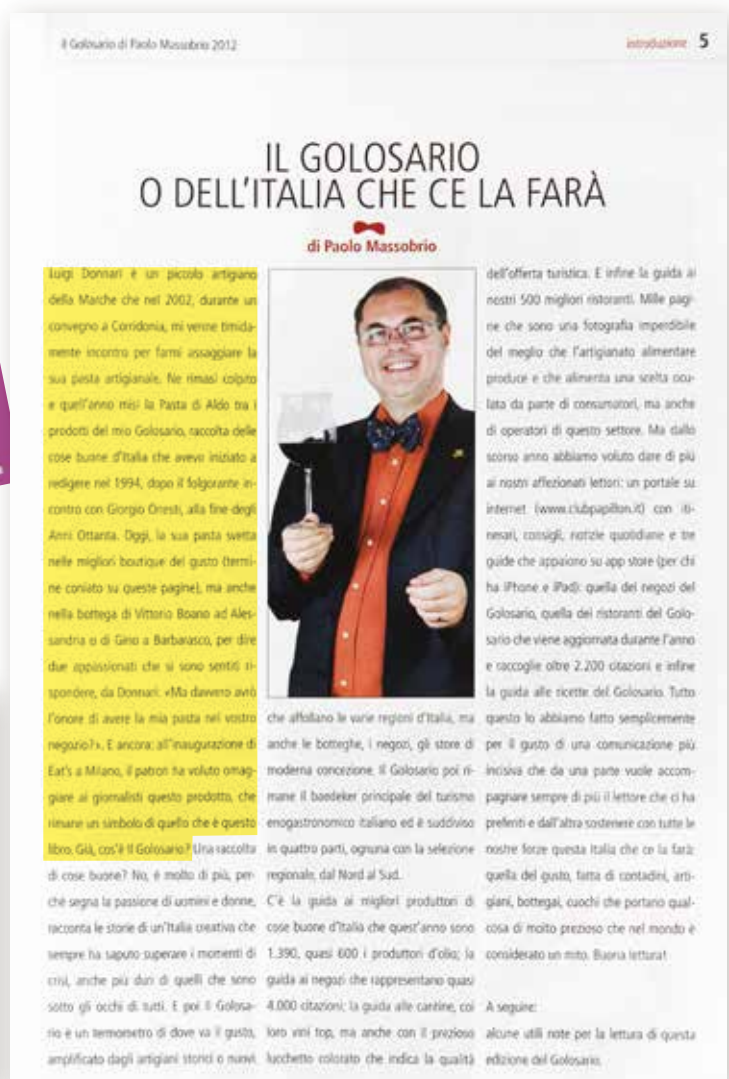 il Golosario di Paolo Massobrio 2012
introduzione 5
IL GOLOSARIO
O DELL'ITALIA CHE CE LA FARÀ
di Paolo Massobrio
Luigi Donnari è un piccolo artigiano
della Marche che nel 2002, durante un
convegno a Corridonia, mi venne timida-
mente incontro per farmi assaggiare la
sua pasta artigianale. Ne rimasi colpito
e quell'anno misi la Pasta di Aldo tra i
prodotti del mio Golosario, raccolta delle
cose buone d'Italia che avevo iniziato a
redigere nel 1994, dopo il folgorante in-
contro con Giorgio Onesti, alla fine degli
Anni Ottanta. Oggi, la sua pasta svetta
nelle migliori boutique del gusto (termi-
ne coniato su queste pagine), ma anche
nella bottega di Vittorio Boano ad Ales-
sandria o di Gino a Barbarasco, per dire
due appassionati che si sono sentiti ri-
spondere, da Donnari: «Ma davvero avrò
l'onore di avere la mia pasta nel vostro
negozio?». E ancora: all'inaugurazione di
Eat's a Milano, il patron ha voluto omag-
giare ai giornalisti questo prodotto, che
rimane un simbolo di quello che è questo
libro. Già, cos'è Il Golosario? Una raccolta
di cose buone? No, è molto di più, per-
ché segna la passione di uomini e donne,
racconta le storie di un'Italia creativa che
sempre ha saputo superare i momenti di
crisi, anche più duri di quelli che sono
sotto gli occhi di tutti. E poi il Golosa-
rio è un termometro di dove va il gusto,
amplificato dagli artigiani storici o nuovi
che affollano le varie regioni d'Italia, ma
anche le botteghe, i negozi, gli store di
moderna concezione. Il Golosario poi ri-
mane il baedeker principale del turismo
enogastronomico italiano ed è suddiviso
in quattro parti, ognuna con la selezione
regionale, dal Nord al Sud.
C'è la guida ai migliori produttori di
cose buone d'Italia che quest'anno sono
1.390, quasi 600 i produttori d'olio; la
guida ai negozi che rappresentano quasi
4.000 citazioni; la guida alle cantine, coi
loro vini top, ma anche con il prezioso
lucchetto colorato che indica la qualità
dell'offerta turistica. E infine la guida ai
nostri 500 migliori ristoranti. Mille pagi-
ne che sono una fotografia imperdibile
del meglio che l'artigianato alimentare
produce e che alimenta una scelta ocu-
lata da parte di consumatori, ma anche
di operatori di questo settore. Ma dallo
scorso anno abbiamo voluto dare di più
ai nostri affezionati lettori: un portale su
internet (www.clubpapillon.it) con iti-
nerari, consigli, notizie quotidiane e tre
guide che appaiono su app store (per chi
ha iPhone e iPad): quella dei negozi del
Golosario, quella dei ristoranti del Golo-
sario che viene aggiornata durante l'anno
e raccoglie oltre 2.200 citazioni e infine
la guida alle ricette del Golosario. Tutto
questo lo abbiamo fatto semplicemente
per il gusto di una comunicazione più
incisiva che da una parte vuole accom-
pagnare sempre di più il lettore che ci ha
preferiti e dall'altra sostenere con tutte le
nostre forze questa Italia che ce la farà:
quella del gusto, fatta di contadini, arti-
giani, bottegai, cuochi che portano qual-
cosa di molto prezioso che nel mondo è
considerato un mito. Buona lettura!
A seguire:
alcune utili note per la lettura di questa
edizione del Golosario.